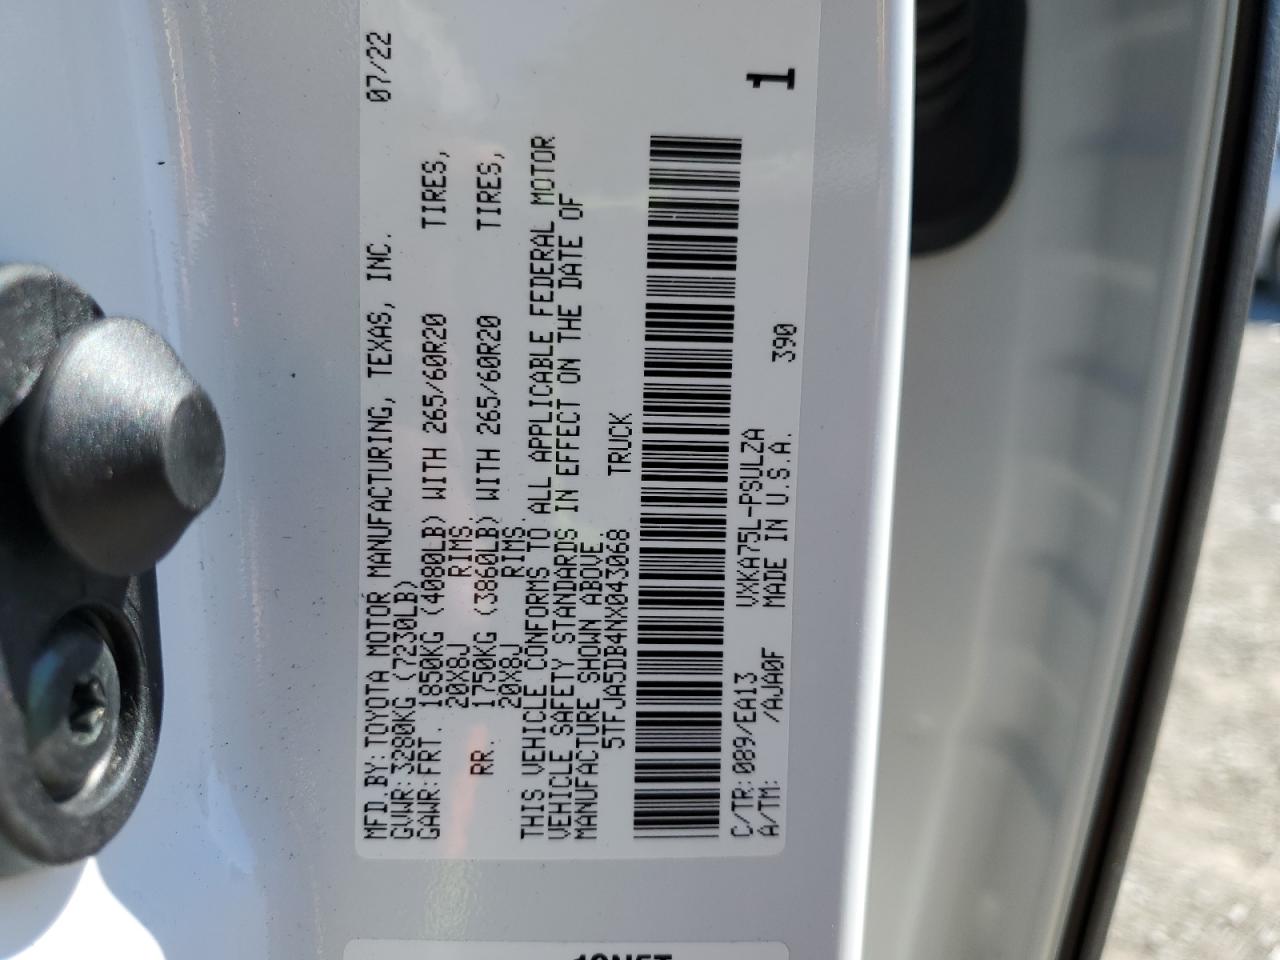 MFD.BY:TOYOTA MOTOR MANUFACTURING, TEXAS, INC. 07/22
GVWR:3280KG (7230LB)
GAWR:FRT. 1850KG (4080LB) WITH 265/60R20 TIRES,
20X8J RIMS,
RR. 1750KG (3860LB) WITH 265/60R20 TIRES,
20X8J RIMS.
THIS VEHICLE CONFORMS TO ALL APPLICABLE FEDERAL MOTOR
VEHICLE SAFETY STANDARDS IN EFFECT ON THE DATE OF
MANUFACTURE SHOWN ABOVE.
5TFJA5DB4NX043068 TRUCK
1
C/TR:089/EA13 VXKA75L-PSULZA
A/TM: /AJA0F MADE IN U.S.A. 390